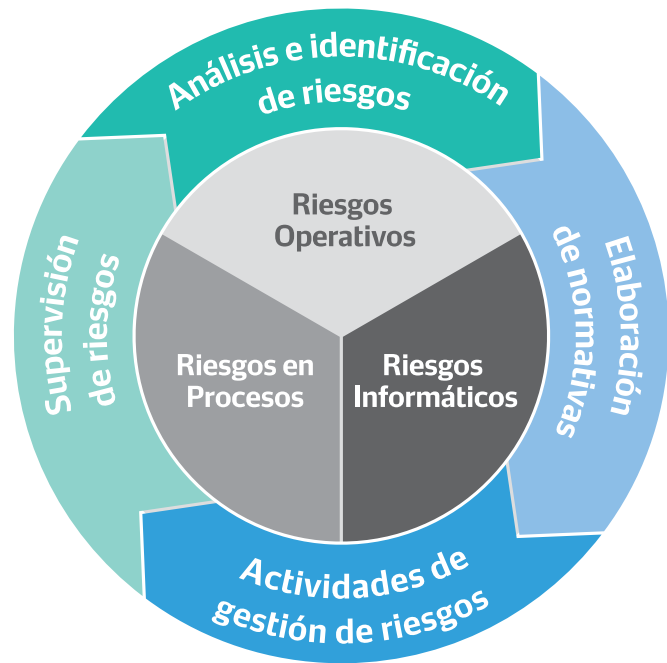 Análisis e identificación
de riesgos
Elaboración
de normativas
Actividades de
gestión de riesgos
Supervisión
de riesgos
Riesgos
Operativos
Riesgos en
Procesos
Riesgos
Informáticos